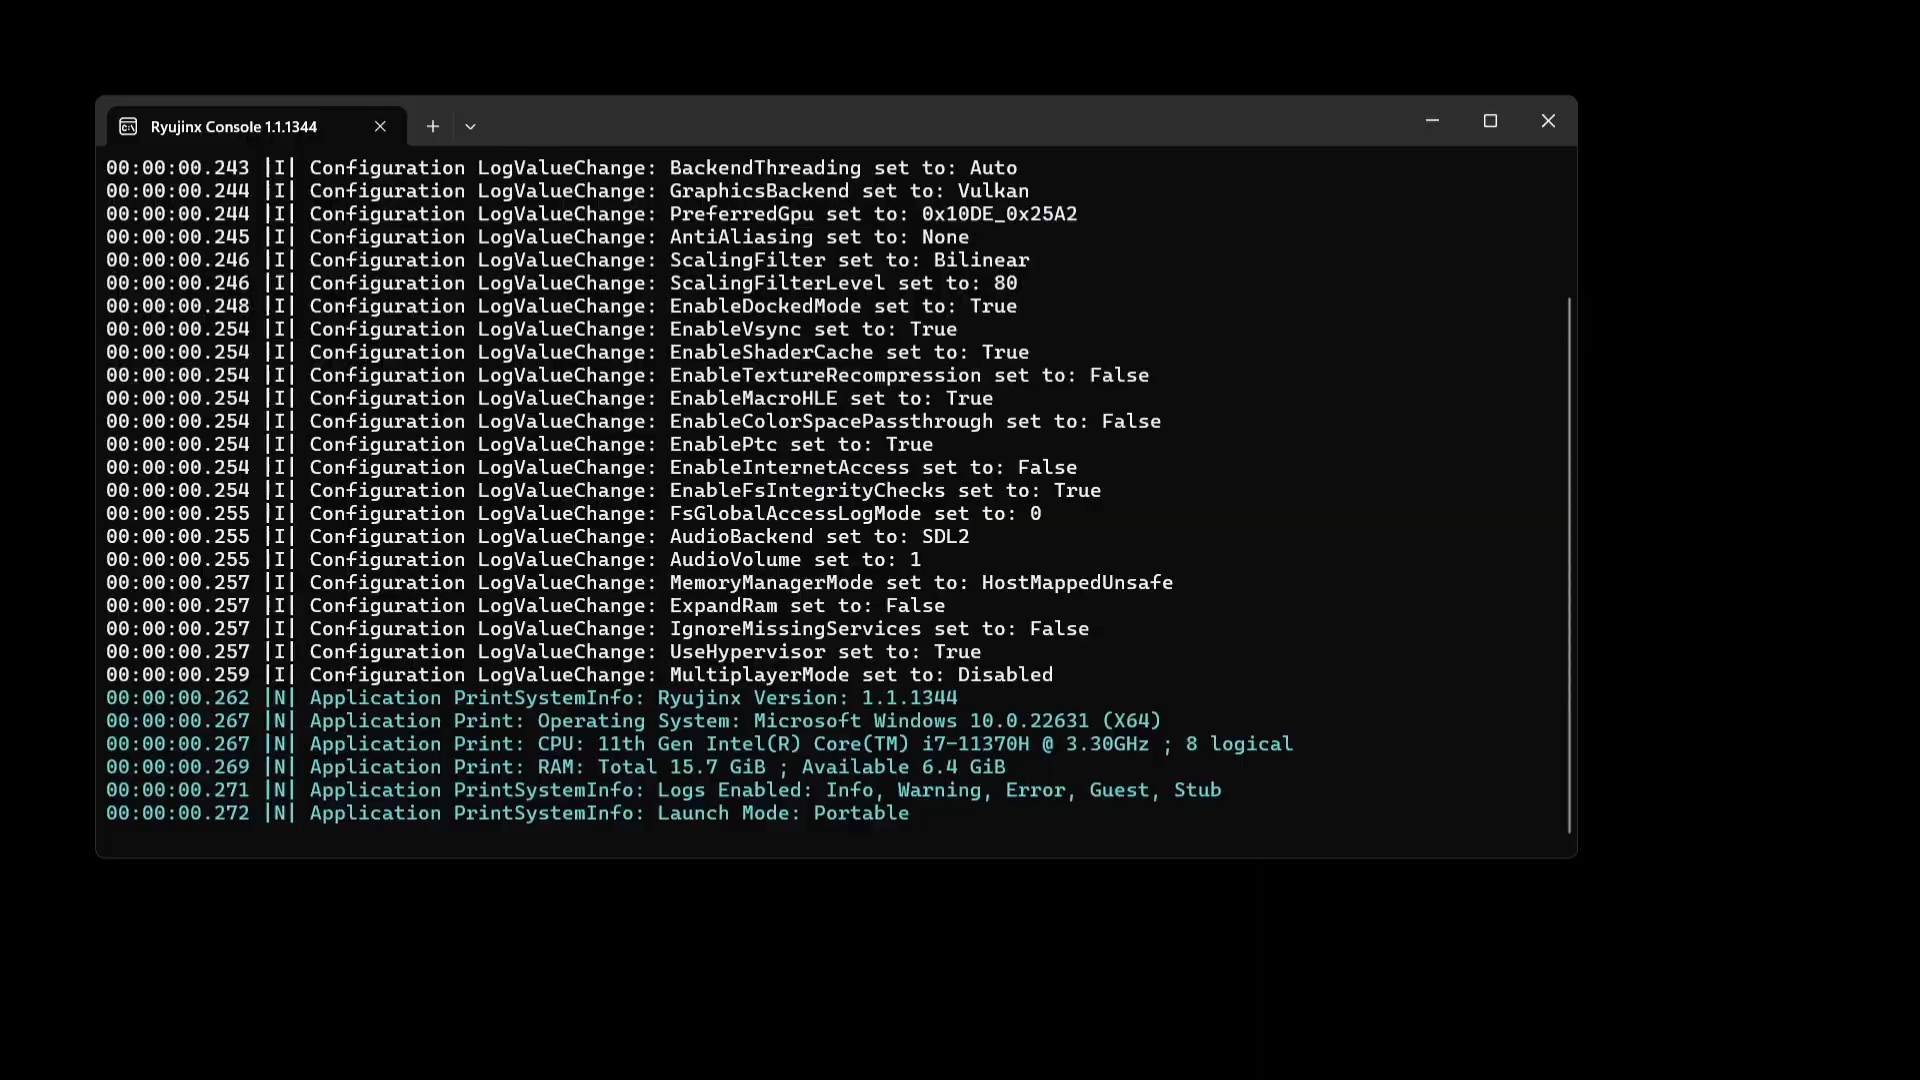 Ryujinx Console 1.1.1344
00:00:00.243 |I| Configuration LogValueChange: BackendThreading set to: Auto
00:00:00.244 |I| Configuration LogValueChange: GraphicsBackend set to: Vulkan
00:00:00.244 |I| Configuration LogValueChange: PreferredGpu set to: 0x10DE_0x25A2
00:00:00.245 |I| Configuration LogValueChange: AntiAliasing set to: None
00:00:00.246 |I| Configuration LogValueChange: ScalingFilter set to: Bilinear
00:00:00.246 |I| Configuration LogValueChange: ScalingFilterLevel set to: 80
00:00:00.248 |I| Configuration LogValueChange: EnableDockedMode set to: True
00:00:00.254 |I| Configuration LogValueChange: EnableVsync set to: True
00:00:00.254 |I| Configuration LogValueChange: EnableShaderCache set to: True
00:00:00.254 |I| Configuration LogValueChange: EnableTextureRecompression set to: False
00:00:00.254 |I| Configuration LogValueChange: EnableMacroHLE set to: True
00:00:00.254 |I| Configuration LogValueChange: EnableColorSpacePassthrough set to: False
00:00:00.254 |I| Configuration LogValueChange: EnablePtc set to: True
00:00:00.254 |I| Configuration LogValueChange: EnableInternetAccess set to: False
00:00:00.254 |I| Configuration LogValueChange: EnableFsIntegrityChecks set to: True
00:00:00.255 |I| Configuration LogValueChange: FsGlobalAccessLogMode set to: 0
00:00:00.255 |I| Configuration LogValueChange: AudioBackend set to: SDL2
00:00:00.255 |I| Configuration LogValueChange: AudioVolume set to: 1
00:00:00.257 |I| Configuration LogValueChange: MemoryManagerMode set to: HostMappedUnsafe
00:00:00.257 |I| Configuration LogValueChange: ExpandRam set to: False
00:00:00.257 |I| Configuration LogValueChange: IgnoreMissingServices set to: False
00:00:00.257 |I| Configuration LogValueChange: UseHypervisor set to: True
00:00:00.259 |I| Configuration LogValueChange: MultiplayerMode set to: Disabled
00:00:00.262 |N| Application PrintSystemInfo: Ryujinx Version: 1.1.1344
00:00:00.267 |N| Application Print: Operating System: Microsoft Windows 10.0.22631 (X64)
00:00:00.267 |N| Application Print: CPU: 11th Gen Intel(R) Core(TM) i7-11370H @ 3.30GHz ; 8 logical
00:00:00.269 |N| Application Print: RAM: Total 15.7 GiB ; Available 6.4 GiB
00:00:00.271 |N| Application PrintSystemInfo: Logs Enabled: Info, Warning, Error, Guest, Stub
00:00:00.272 |N| Application PrintSystemInfo: Launch Mode: Portable